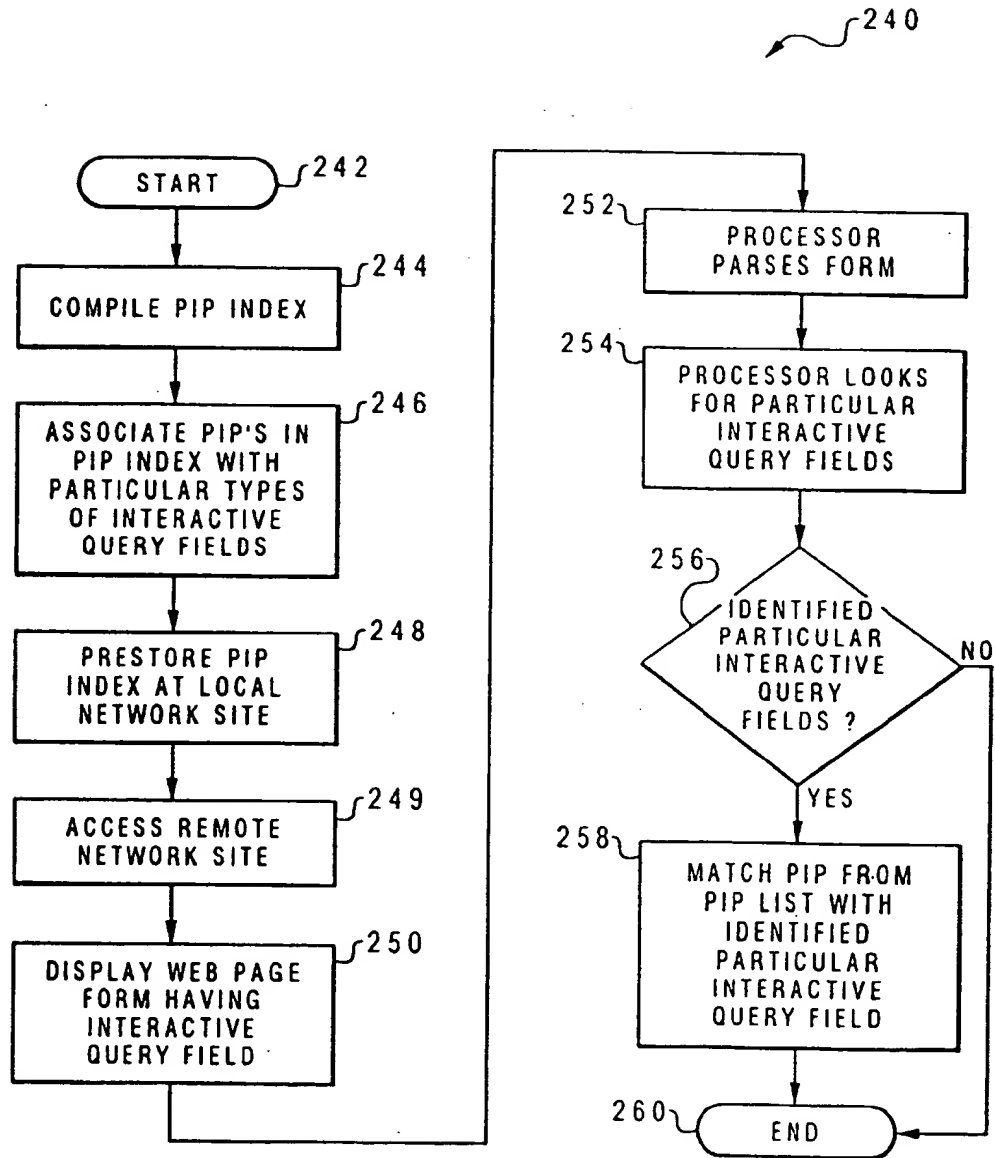 240
START
242
COMPILE PIP INDEX
244
ASSOCIATE PIP'S IN
PIP INDEX WITH
PARTICULAR TYPES
OF INTERACTIVE
QUERY FIELDS
246
PRESTORE PIP
INDEX AT LOCAL
NETWORK SITE
248
ACCESS REMOTE
NETWORK SITE
249
DISPLAY WEB PAGE
FORM HAVING
INTERACTIVE
QUERY FIELD
250
252
PROCESSOR
PARSES FORM
254
PROCESSOR LOOKS
FOR PARTICULAR
INTERACTIVE
QUERY FIELDS
256
IDENTIFIED
PARTICULAR
INTERACTIVE
QUERY
FIELDS ?
NO
YES
258
MATCH PIP FROM
PIP LIST WITH
IDENTIFIED
PARTICULAR
INTERACTIVE
QUERY FIELD
260
END